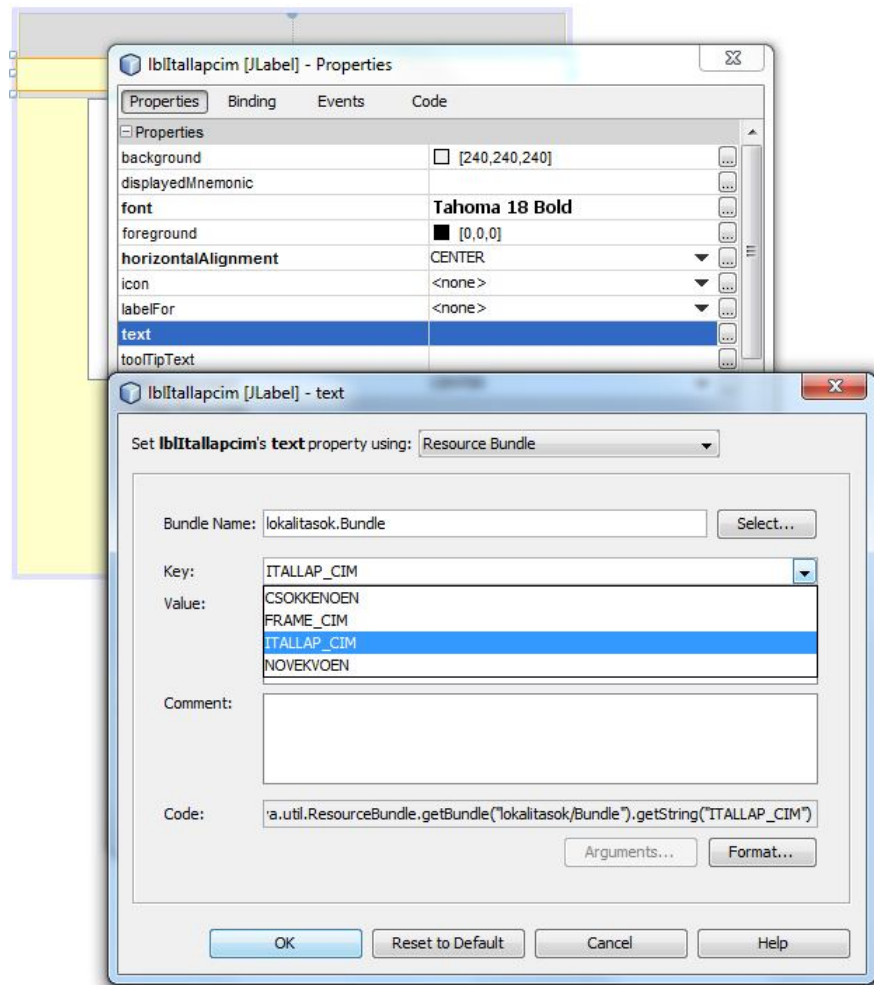 lblItallapcim [JLabel] - Properties
Properties Binding Events Code
Properties
background [240,240,240] ...
displayedMnemonic ...
font Tahoma 18 Bold ...
foreground [0,0,0] ...
horizontalAlignment CENTER ...
icon <none> ...
labelFor <none> ...
text ...
toolTipText ...
lblItallapcim [JLabel] - text
Set lblItallapcim's text property using: Resource Bundle
Bundle Name: lokalitasok.Bundle Select...
Key: ITALLAP_CIM
Value: CSOKKENOEN
FRAME_CIM
ITALLAP_CIM
NOVEKVOEN
Comment:
Code: a.util.ResourceBundle.getBundle("lokalitasok/Bundle").getString("ITALLAP_CIM")
Arguments... Format...
OK Reset to Default Cancel Help